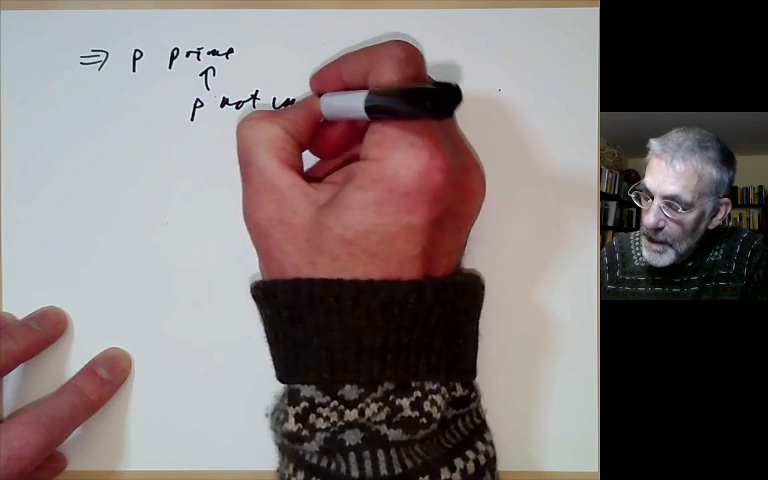 ⇒ p prime
↑
p not